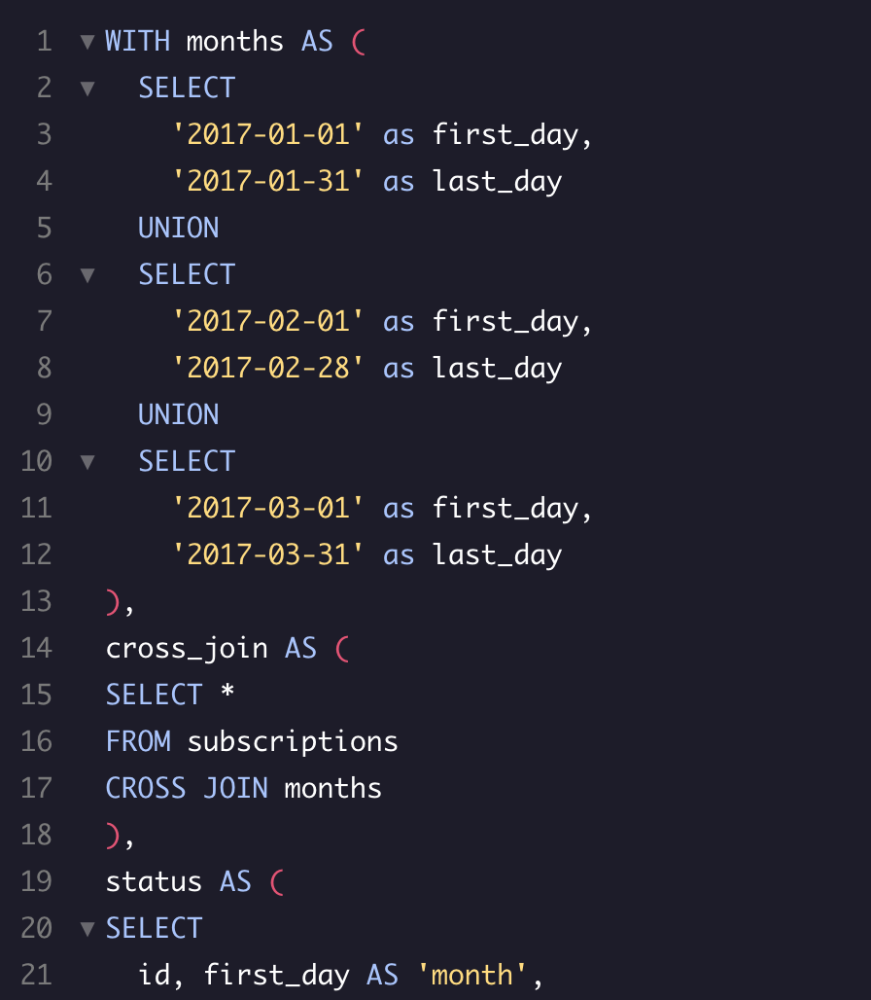 1 ▼ WITH months AS (
2 ▼ SELECT
3 '2017-01-01' as first_day,
4 '2017-01-31' as last_day
5 UNION
6 ▼ SELECT
7 '2017-02-01' as first_day,
8 '2017-02-28' as last_day
9 UNION
10 ▼ SELECT
11 '2017-03-01' as first_day,
12 '2017-03-31' as last_day
13 ),
14 cross_join AS (
15 SELECT *
16 FROM subscriptions
17 CROSS JOIN months
18 ),
19 status AS (
20 ▼ SELECT
21 id, first_day AS 'month',